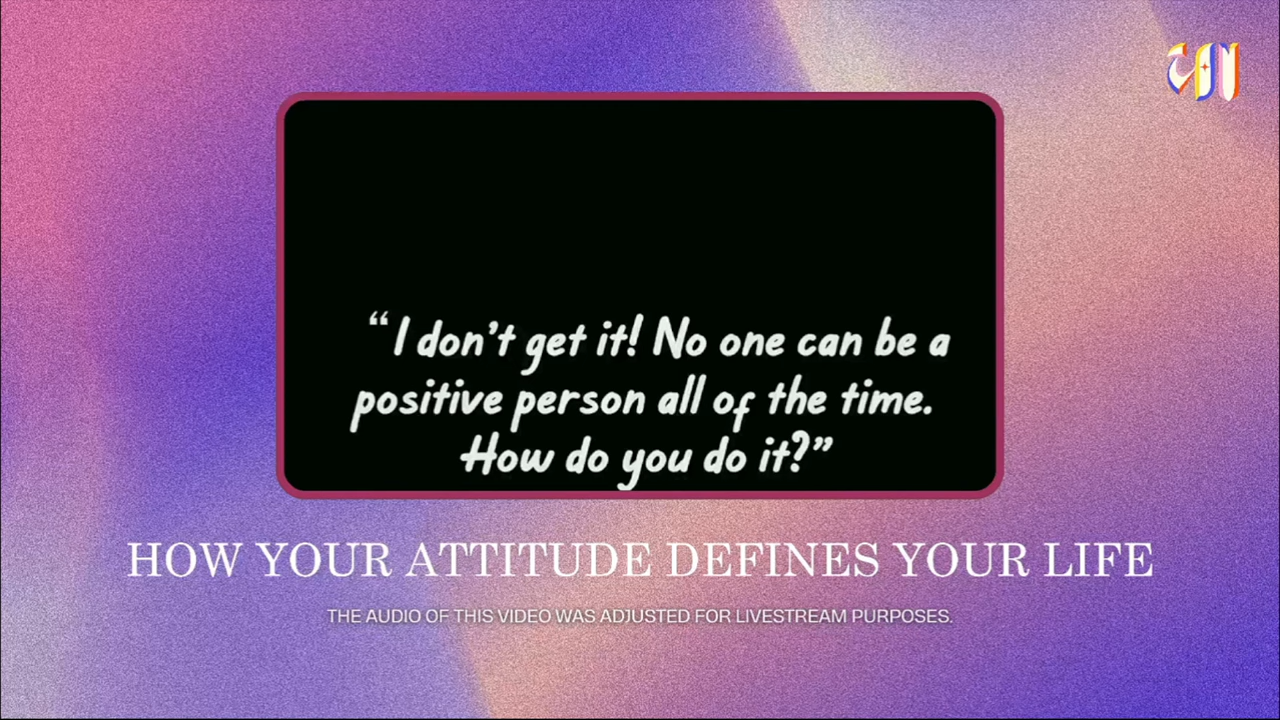 “I don’t get it! No one can be a
positive person all of the time.
How do you do it?”
HOW YOUR ATTITUDE DEFINES YOUR LIFE
THE AUDIO OF THIS VIDEO WAS ADJUSTED FOR LIVESTREAM PURPOSES.